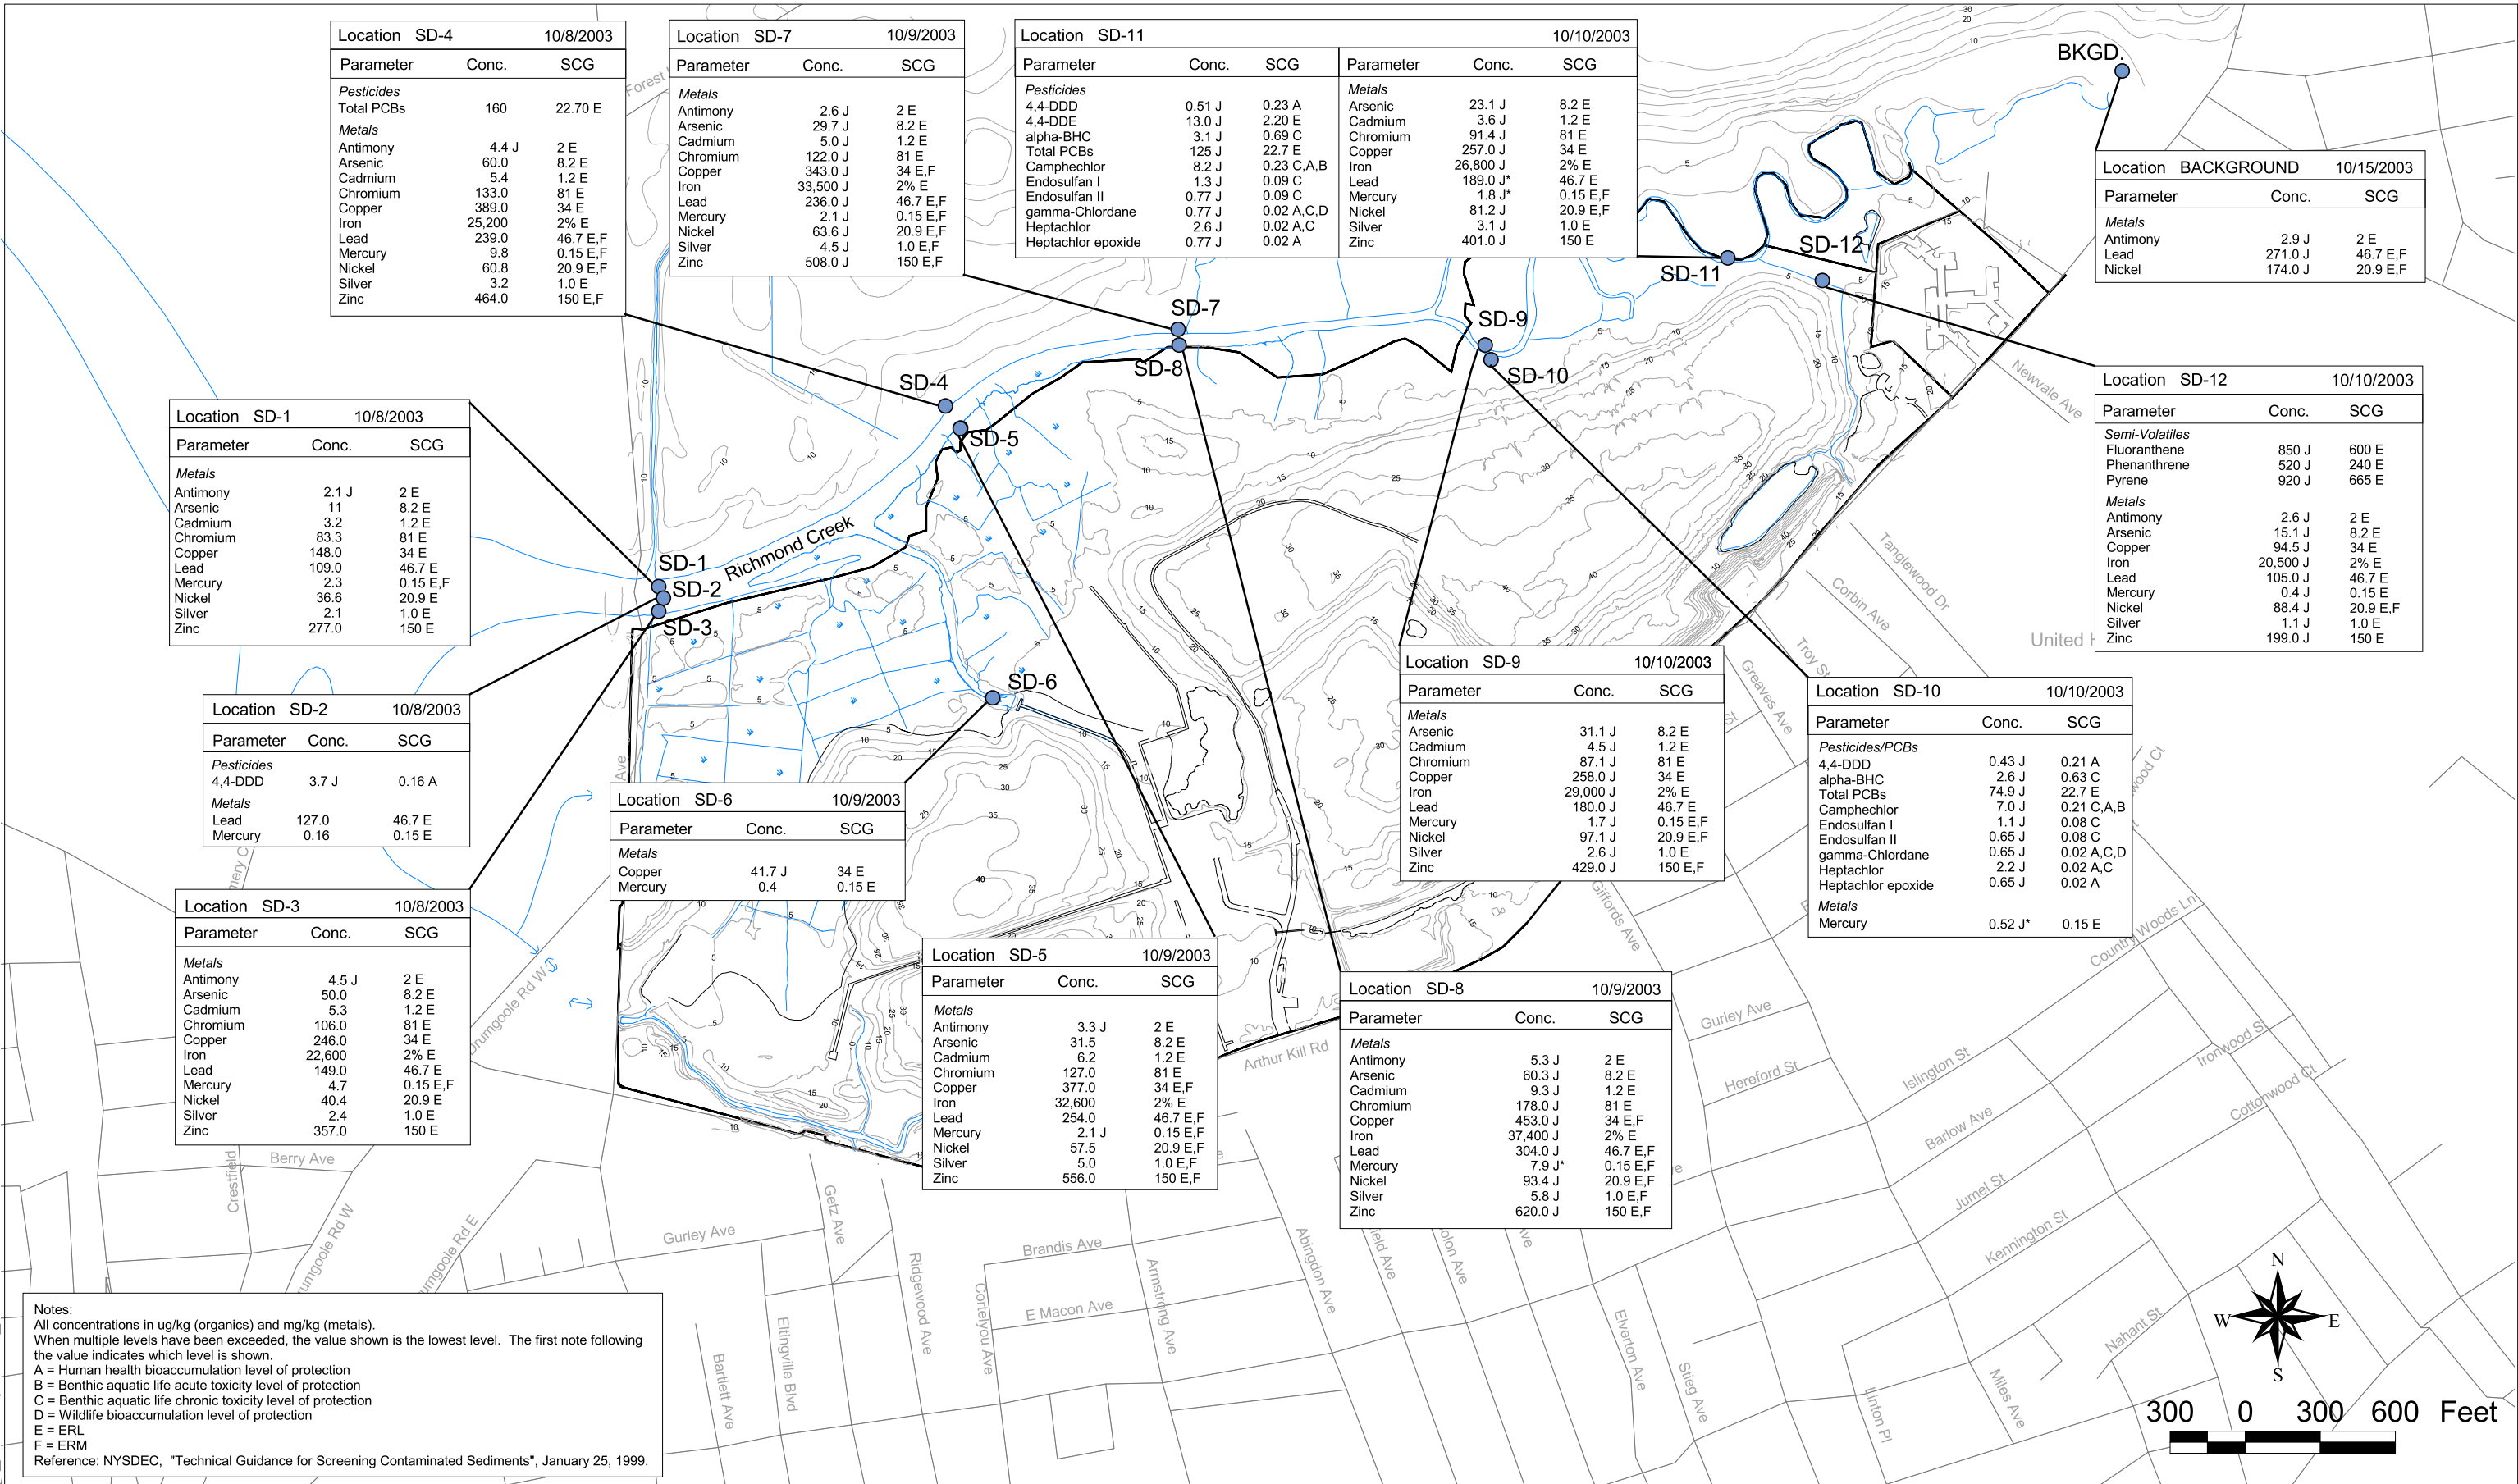 Location SD-4 10/8/2003
Parameter Conc. SCG
Pesticides
Total PCBs 160 22.70 E
Metals
Antimony 4.4 J 2 E
Arsenic 60.0 8.2 E
Cadmium 5.4 1.2 E
Chromium 133.0 81 E
Copper 389.0 34 E
Iron 25,200 2% E
Lead 239.0 46.7 E,F
Mercury 9.8 0.15 E,F
Nickel 60.8 20.9 E,F
Silver 3.2 1.0 E
Zinc 464.0 150 E,F
Location SD-7 10/9/2003
Parameter Conc. SCG
Metals
Antimony 2.6 J 2 E
Arsenic 29.7 J 8.2 E
Cadmium 5.0 J 1.2 E
Chromium 122.0 J 81 E
Copper 343.0 J 34 E,F
Iron 33,500 J 2% E
Lead 236.0 J 46.7 E,F
Mercury 2.1 J 0.15 E,F
Nickel 63.6 J 20.9 E,F
Silver 4.5 J 1.0 E,F
Zinc 508.0 J 150 E,F
Location SD-11 10/10/2003
Parameter Conc. SCG
Pesticides
4,4-DDD 0.51 J 0.23 A
4,4-DDE 13.0 J 2.20 E
alpha-BHC 3.1 J 0.69 C
Total PCBs 125 J 22.7 E
Camphechlor 8.2 J 0.23 C,A,B
Endosulfan I 1.3 J 0.09 C
Endosulfan II 0.77 J 0.09 C
gamma-Chlordane 0.77 J 0.02 A,C,D
Heptachlor 2.6 J 0.02 A,C
Heptachlor epoxide 0.77 J 0.02 A
Parameter Conc. SCG
Metals
Arsenic 23.1 J 8.2 E
Cadmium 3.6 J 1.2 E
Chromium 91.4 J 81 E
Copper 257.0 J 34 E
Iron 26,800 J 2% E
Lead 189.0 J* 46.7 E
Mercury 1.8 J* 0.15 E,F
Nickel 81.2 J 20.9 E,F
Silver 3.1 J 1.0 E
Zinc 401.0 J 150 E
BKGD.
Location BACKGROUND 10/15/2003
Parameter Conc. SCG
Metals
Antimony 2.9 J 2 E
Lead 271.0 J 46.7 E,F
Nickel 174.0 J 20.9 E,F
Forest
SD-12
SD-11
SD-7
SD-9
SD-8
SD-10
SD-4
SD-5
Newvale Ave
Location SD-12 10/10/2003
Parameter Conc. SCG
Semi-Volatiles
Fluoranthene 850 J 600 E
Phenanthrene 520 J 240 E
Pyrene 920 J 665 E
Metals
Antimony 2.6 J 2 E
Arsenic 15.1 J 8.2 E
Copper 94.5 J 34 E
Iron 20,500 J 2% E
Lead 105.0 J 46.7 E
Mercury 0.4 J 0.15 E
Nickel 88.4 J 20.9 E,F
Silver 1.1 J 1.0 E
Zinc 199.0 J 150 E
Location SD-1 10/8/2003
Parameter Conc. SCG
Metals
Antimony 2.1 J 2 E
Arsenic 11 8.2 E
Cadmium 3.2 1.2 E
Chromium 83.3 81 E
Copper 148.0 34 E
Lead 109.0 46.7 E
Mercury 2.3 0.15 E,F
Nickel 36.6 20.9 E
Silver 2.1 1.0 E
Zinc 277.0 150 E
SD-1
SD-2
SD-3
Richmond Creek
SD-6
Tanglewood Dr
Corbin Ave
United
Troy St
Greaves Ave
St
Location SD-2 10/8/2003
Parameter Conc. SCG
Pesticides
4,4-DDD 3.7 J 0.16 A
Metals
Lead 127.0 46.7 E
Mercury 0.16 0.15 E
Location SD-9 10/10/2003
Parameter Conc. SCG
Metals
Arsenic 31.1 J 8.2 E
Cadmium 4.5 J 1.2 E
Chromium 87.1 J 81 E
Copper 258.0 J 34 E
Iron 29,000 J 2% E
Lead 180.0 J 46.7 E
Mercury 1.7 J 0.15 E,F
Nickel 97.1 J 20.9 E,F
Silver 2.6 J 1.0 E
Zinc 429.0 J 150 E,F
Location SD-10 10/10/2003
Parameter Conc. SCG
Pesticides/PCBs
4,4-DDD 0.43 J 0.21 A
alpha-BHC 2.6 J 0.63 C
Total PCBs 74.9 J 22.7 E
Camphechlor 7.0 J 0.21 C,A,B
Endosulfan I 1.1 J 0.08 C
Endosulfan II 0.65 J 0.08 C
gamma-Chlordane 0.65 J 0.02 A,C,D
Heptachlor 2.2 J 0.02 A,C
Heptachlor epoxide 0.65 J 0.02 A
Metals
Mercury 0.52 J* 0.15 E
Ave
Location SD-6 10/9/2003
Parameter Conc. SCG
Metals
Copper 41.7 J 34 E
Mercury 0.4 0.15 E
Location SD-3 10/8/2003
Parameter Conc. SCG
Metals
Antimony 4.5 J 2 E
Arsenic 50.0 8.2 E
Cadmium 5.3 1.2 E
Chromium 106.0 81 E
Copper 246.0 34 E
Iron 22,600 2% E
Lead 149.0 46.7 E
Mercury 4.7 0.15 E,F
Nickel 40.4 20.9 E
Silver 2.4 1.0 E
Zinc 357.0 150 E
Drumgoole Rd W
Location SD-5 10/9/2003
Parameter Conc. SCG
Metals
Antimony 3.3 J 2 E
Arsenic 31.5 8.2 E
Cadmium 6.2 1.2 E
Chromium 127.0 81 E
Copper 377.0 34 E,F
Iron 32,600 2% E
Lead 254.0 46.7 E,F
Mercury 2.1 J 0.15 E,F
Nickel 57.5 20.9 E,F
Silver 5.0 1.0 E,F
Zinc 556.0 150 E,F
Location SD-8 10/9/2003
Parameter Conc. SCG
Metals
Antimony 5.3 J 2 E
Arsenic 60.3 J 8.2 E
Cadmium 9.3 J 1.2 E
Chromium 178.0 J 81 E
Copper 453.0 J 34 E,F
Iron 37,400 J 2% E
Lead 304.0 J 46.7 E,F
Mercury 7.9 J* 0.15 E,F
Nickel 93.4 J 20.9 E,F
Silver 5.8 J 1.0 E,F
Zinc 620.0 J 150 E,F
Arthur Kill Rd
Giffords Ave
Gurley Ave
Hereford St
Country Woods Ln
Islington St
Ironwood St
Cottonwood Ct
Barlow Ave
Jumel St
Kennington St
Nahant St
Berry Ave
Crestfield
Gurley Ave
Getz Ave
Ridgewood Ave
Brandis Ave
E Macon Ave
Cortelyou Ave
Armstrong Ave
Abingdon Ave
Eltingville Blvd
Bartlett Ave
Elverton Ave
Stieg Ave
Linton Pl
Miles Ave
Notes:
All concentrations in ug/kg (organics) and mg/kg (metals).
When multiple levels have been exceeded, the value shown is the lowest level. The first note following
the value indicates which level is shown.
A = Human health bioaccumulation level of protection
B = Benthic aquatic life acute toxicity level of protection
C = Benthic aquatic life chronic toxicity level of protection
D = Wildlife bioaccumulation level of protection
E = ERL
F = ERM
Reference: NYSDEC, "Technical Guidance for Screening Contaminated Sediments", January 25, 1999.
N
W E
S
300 0 300 600 Feet